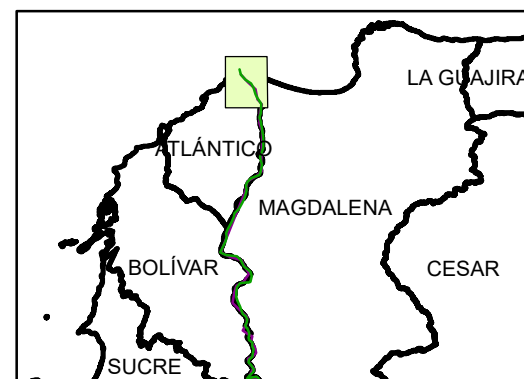 LA GUAJIRA
ATLÁNTICO
MAGDALENA
BOLÍVAR
CESAR
SUCRE